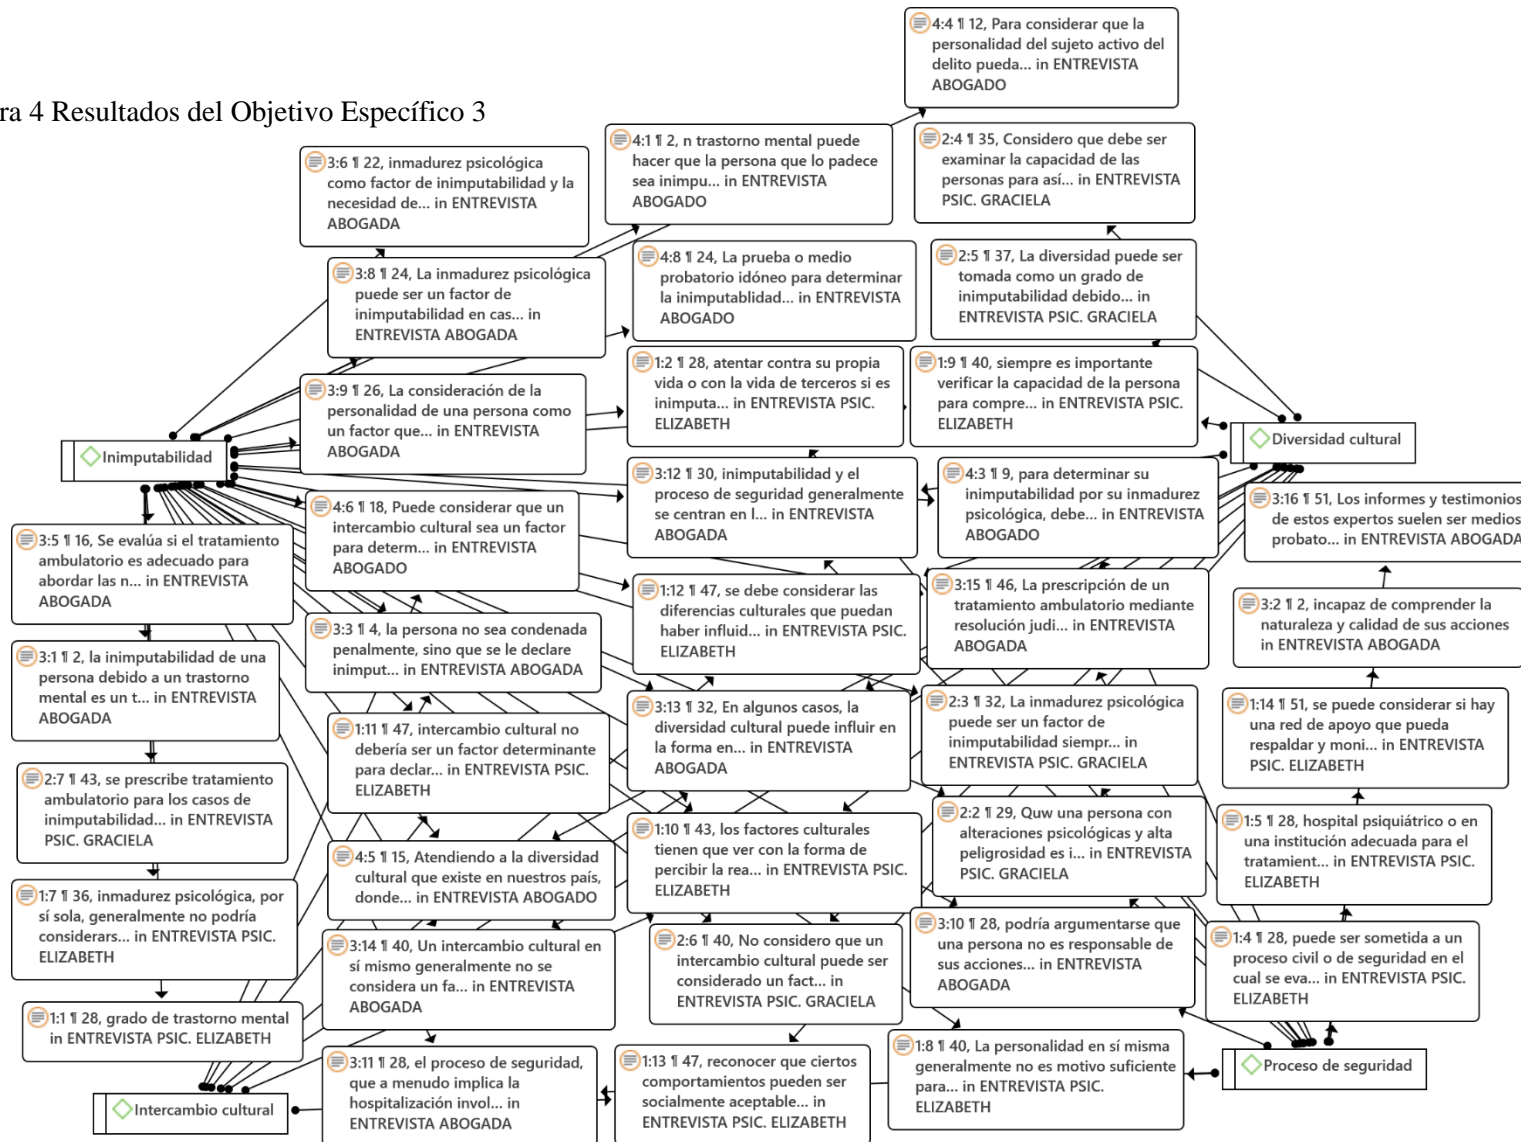 ra 4 Resultados del Objetivo Específico 3
4:4 ¶ 12, Para considerar que la
personalidad del sujeto activo del
delito pueda... in ENTREVISTA
ABOGADO
3:6 ¶ 22, inmadurez psicológica
como factor de inimputabilidad y la
necesidad de... in ENTREVISTA
ABOGADA
4:1 ¶ 2, n trastorno mental puede
hacer que la persona que lo padece
sea inimpu... in ENTREVISTA
ABOGADO
2:4 ¶ 35, Considero que debe ser
examinar la capacidad de las
personas para así... in ENTREVISTA
PSIC. GRACIELA
3:8 ¶ 24, La inmadurez psicológica
puede ser un factor de
inimputabilidad en cas... in
ENTREVISTA ABOGADA
4:8 ¶ 24, La prueba o medio
probatorio idóneo para determinar
la inimputablidad... in ENTREVISTA
ABOGADO
2:5 ¶ 37, La diversidad puede ser
tomada como un grado de
inimputabilidad debido... in
ENTREVISTA PSIC. GRACIELA
3:9 ¶ 26, La consideración de la
personalidad de una persona como
un factor que... in ENTREVISTA
ABOGADA
1:2 ¶ 28, atentar contra su propia
vida o con la vida de terceros si es
inimputa... in ENTREVISTA PSIC.
ELIZABETH
1:9 ¶ 40, siempre es importante
verificar la capacidad de la persona
para compre... in ENTREVISTA PSIC.
ELIZABETH
Inimputabilidad
Diversidad cultural
4:6 ¶ 18, Puede considerar que un
intercambio cultural sea un factor
para determ... in ENTREVISTA
ABOGADO
3:12 ¶ 30, inimputabilidad y el
proceso de seguridad generalmente
se centran en l... in ENTREVISTA
ABOGADA
4:3 ¶ 9, para determinar su
inimputabilidad por su inmadurez
psicológica, debe... in ENTREVISTA
ABOGADO
3:16 ¶ 51, Los informes y testimonios
de estos expertos suelen ser medios
probato... in ENTREVISTA ABOGADA
3:5 ¶ 16, Se evalúa si el tratamiento
ambulatorio es adecuado para
abordar las n... in ENTREVISTA
ABOGADA
3:3 ¶ 4, la persona no sea condenada
penalmente, sino que se le declare
inimput... in ENTREVISTA ABOGADA
1:12 ¶ 47, se debe considerar las
diferencias culturales que puedan
haber influid... in ENTREVISTA PSIC.
ELIZABETH
3:15 ¶ 46, La prescripción de un
tratamiento ambulatorio mediante
resolución judi... in ENTREVISTA
ABOGADA
3:2 ¶ 2, incapaz de comprender la
naturaleza y calidad de sus acciones
in ENTREVISTA ABOGADA
3:1 ¶ 2, la inimputabilidad de una
persona debido a un trastorno
mental es un t... in ENTREVISTA
ABOGADA
1:11 ¶ 47, intercambio cultural no
debería ser un factor determinante
para declar... in ENTREVISTA PSIC.
ELIZABETH
3:13 ¶ 32, En algunos casos, la
diversidad cultural puede influir en
la forma en... in ENTREVISTA
ABOGADA
2:3 ¶ 32, La inmadurez psicológica
puede ser un factor de
inimputabilidad siempr... in
ENTREVISTA PSIC. GRACIELA
1:14 ¶ 51, se puede considerar si hay
una red de apoyo que pueda
respaldar y moni... in ENTREVISTA
PSIC. ELIZABETH
2:7 ¶ 43, se prescribe tratamiento
ambulatorio para los casos de
inimputabilidad... in ENTREVISTA
PSIC. GRACIELA
4:5 ¶ 15, Atendiendo a la diversidad
cultural que existe en nuestro país,
donde... in ENTREVISTA ABOGADO
1:10 ¶ 43, los factores culturales
tienen que ver con la forma de
percibir la rea... in ENTREVISTA PSIC.
ELIZABETH
2:2 ¶ 29, Quw una persona con
alteraciones psicológicas y alta
peligrosidad es i... in ENTREVISTA
PSIC. GRACIELA
1:5 ¶ 28, hospital psiquiátrico o en
una institución adecuada para el
tratamient... in ENTREVISTA PSIC.
ELIZABETH
1:7 ¶ 36, inmadurez psicológica, por
sí sola, generalmente no podría
considerars... in ENTREVISTA PSIC.
ELIZABETH
3:14 ¶ 40, Un intercambio cultural en
sí mismo generalmente no se
considera un fa... in ENTREVISTA
ABOGADA
2:6 ¶ 40, No considero que un
intercambio cultural puede ser
considerado un fact... in
ENTREVISTA PSIC. GRACIELA
3:10 ¶ 28, podría argumentarse que
una persona no es responsable de
sus acciones... in ENTREVISTA
ABOGADA
1:4 ¶ 28, puede ser sometida a un
proceso civil o de seguridad en el
cual se eva... in ENTREVISTA PSIC.
ELIZABETH
1:1 ¶ 28, grado de trastorno mental
in ENTREVISTA PSIC. ELIZABETH
3:11 ¶ 28, el proceso de seguridad,
que a menudo implica la
hospitalización invol... in
ENTREVISTA ABOGADA
1:13 ¶ 47, reconocer que ciertos
comportamientos pueden ser
socialmente aceptable... in
ENTREVISTA PSIC. ELIZABETH
1:8 ¶ 40, La personalidad en sí misma
generalmente no es motivo suficiente
para... in ENTREVISTA PSIC.
ELIZABETH
Proceso de seguridad
Intercambio cultural